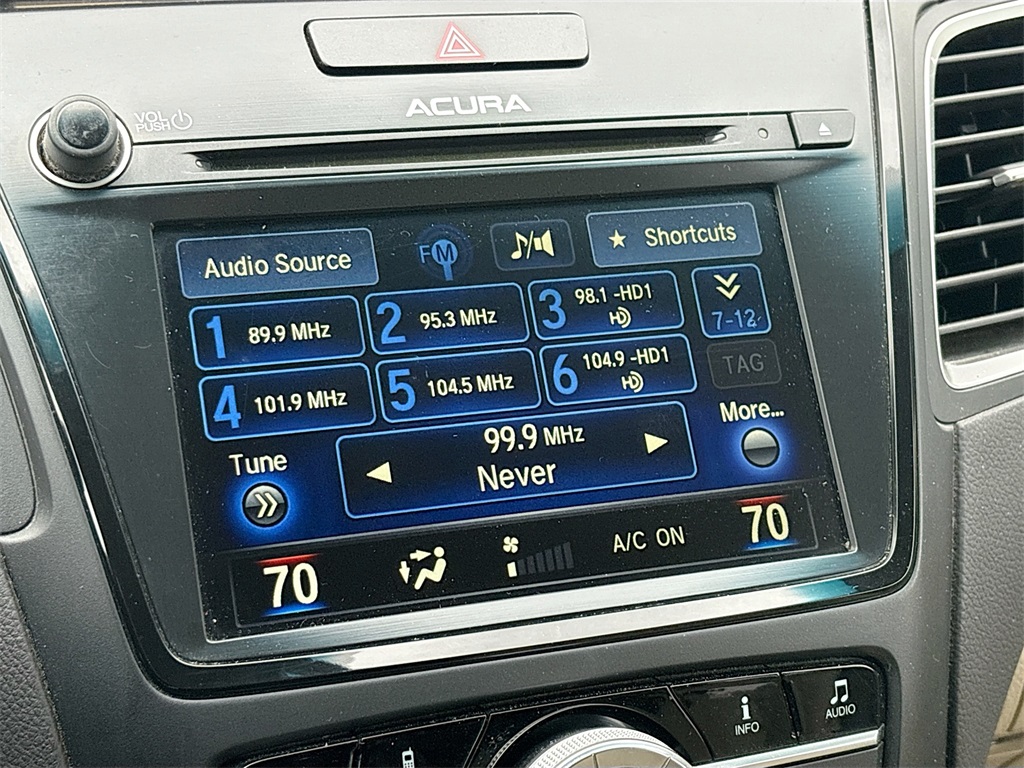 VOL
PUSH
ACURA
Audio Source
FM
Shortcuts
1 89.9 MHz
2 95.3 MHz
3 98.1 -HD1
HD
7-12
4 101.9 MHz
5 104.5 MHz
6 104.9 -HD1
HD
TAG
Tune
99.9 MHz
Never
More...
70
A/C ON
70
INFO
AUDIO